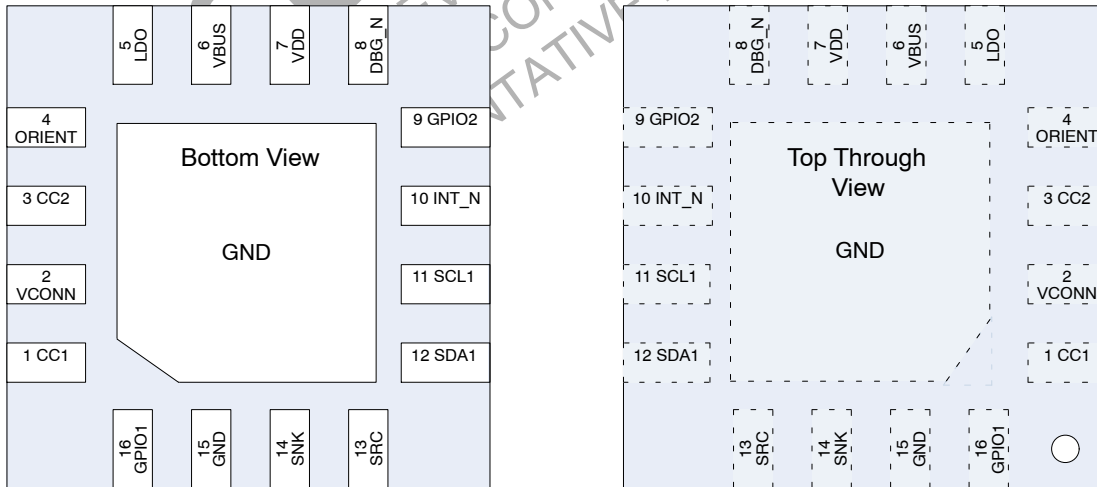 5
LDO
6
VBUS
7
VDD
8
DBG_N
4
ORIENT
3 CC2
2
VCONN
1 CC1
Bottom View
GND
9 GPIO2
10 INT_N
11 SCL1
12 SDA1
16
GPIO1
15
GND
14
SNK
13
SRC
8
DBG_N
7
VDD
6
VBUS
5
LDO
9 GPIO2
10 INT_N
11 SCL1
12 SDA1
Top Through
View
GND
4
ORIENT
3 CC2
2
VCONN
1 CC1
13
SRC
14
SNK
15
GND
16
GPIO1